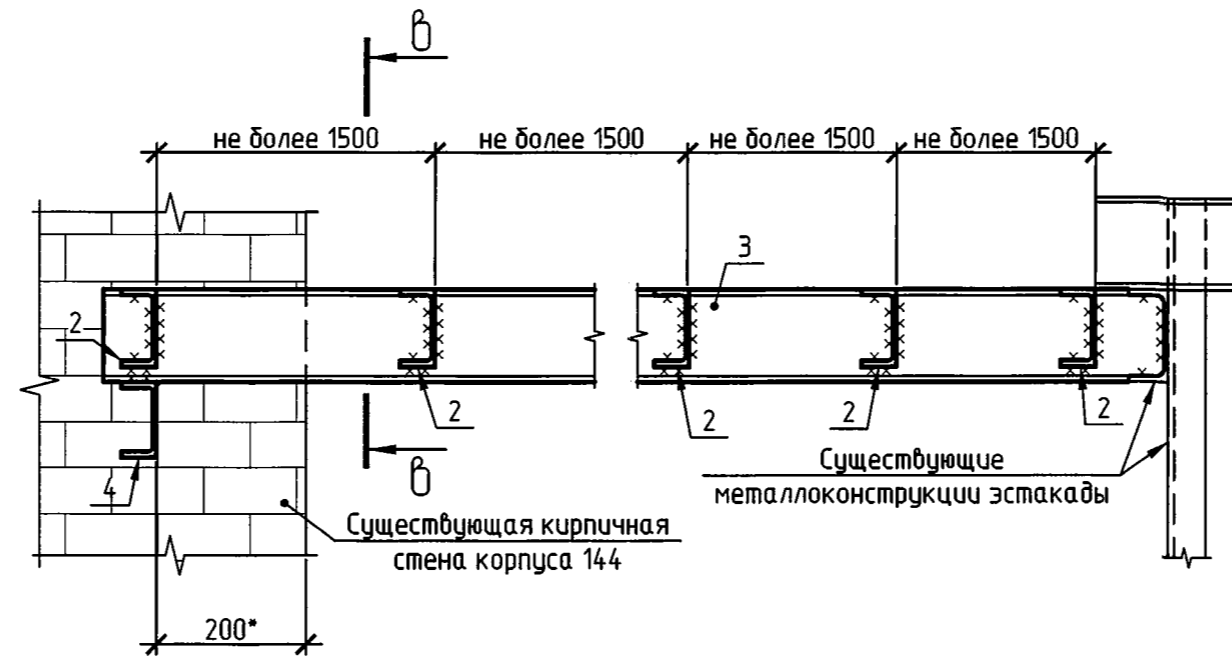 В
не более 1500
не более 1500
не более 1500
не более 1500
3
2
2
2
2
2
4
В
Существующие
металлоконструкции эстакады
Существующая кирпичная
стена корпуса 144
200*